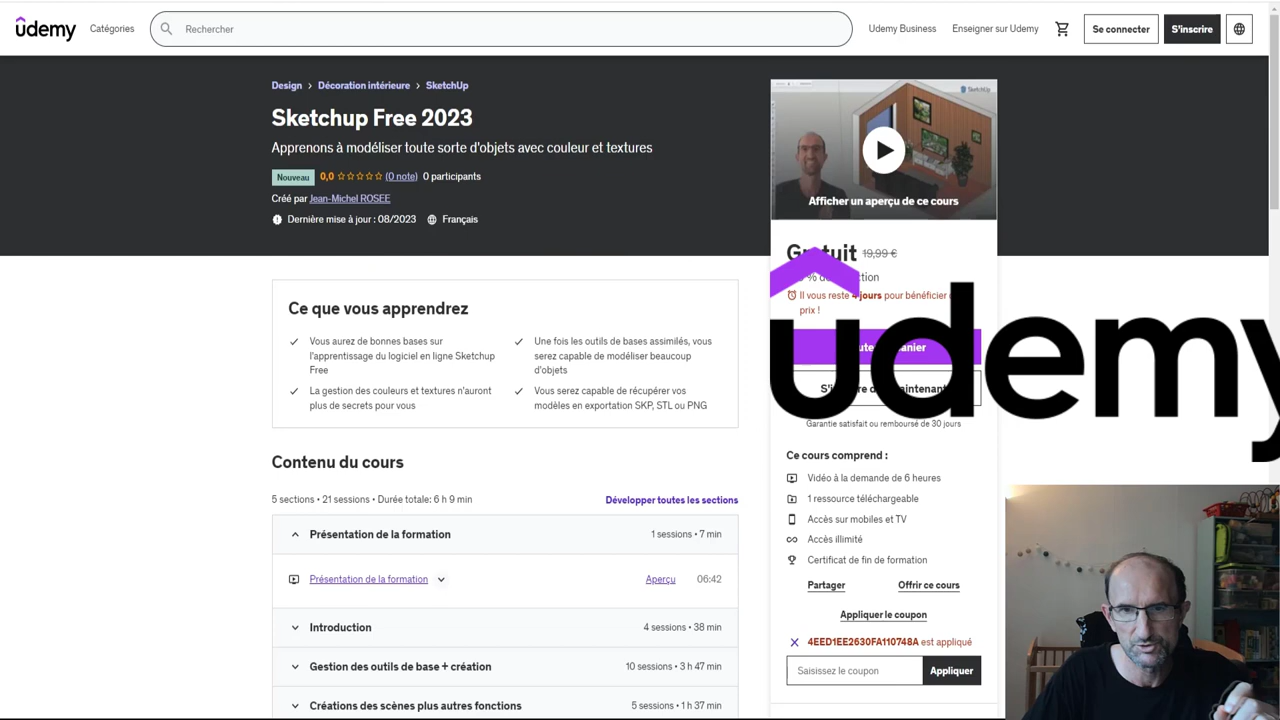 udemy
Catégories
Rechercher
Udemy Business
Enseigner sur Udemy
Se connecter
S'inscrire
Design > Décoration intérieure > SketchUp
Sketchup Free 2023
Apprenons à modéliser toute sorte d'objets avec couleur et textures
Nouveau 0,0 (0 note) 0 participants
Créé par Jean-Michel ROSEE
Dernière mise à jour : 08/2023 Français
SketchUp
Afficher un aperçu de ce cours
Gratuit 19,99 €
Il vous reste 4 jours pour bénéficier
prix !
udemy
Garantie satisfait ou remboursé de 30 jours
Ce que vous apprendrez
Vous aurez de bones bases sur
l'apprentissage du logiciel en ligne Sketchup
Free
Une fois les outils de base assimilés, vous
serez capable de modéliser beaucoup
d'objets
La gestion des couleurs et textures n'auront
plus de secrets pour vous
Vous serez capable de récupérer vos
modèles en exportation SKP, STL ou PNG
Contenu du cours
5 sections • 21 sessions • Durée totale: 6 h 9 min
Développer toutes les sections
Présentation de la formation 1 sessions • 7 min
Présentation de la formation Aperçu 06:42
Introduction 4 sessions • 38 min
Gestion des outils de base + création 10 sessions • 3 h 47 min
Créations des scènes plus autres fonctions 5 sessions • 1 h 37 min
Ce cours comprend :
Vidéo à la demande de 6 heures
1 ressource téléchargeable
Accès sur mobiles et TV
Accès illimité
Certificat de fin de formation
Partager Offrir ce cours
Appliquer le coupon
4EED1EE2630FA110748A est appliqué
Saisissez le coupon Appliquer